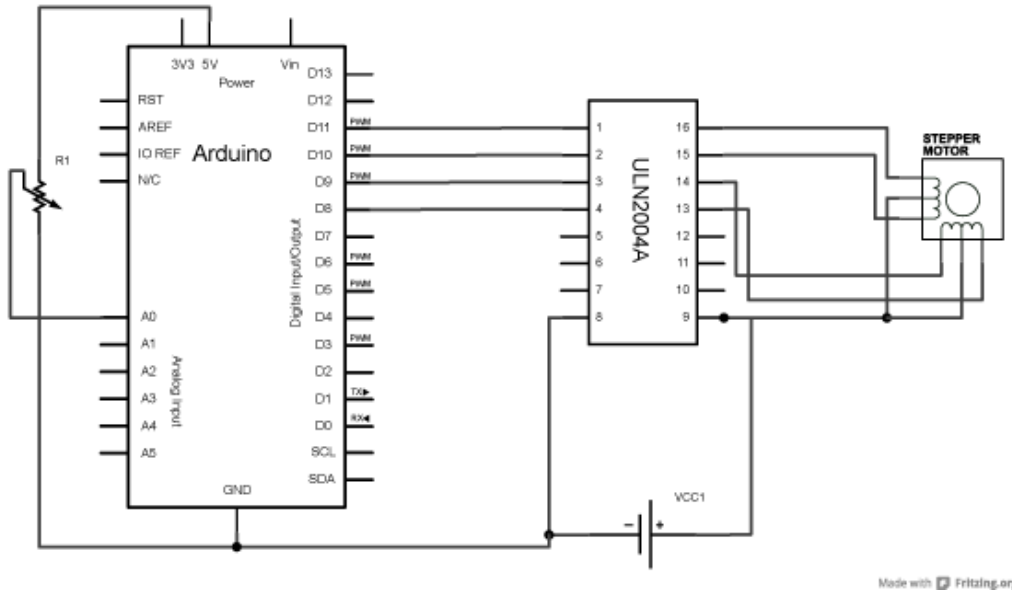 3V3 5V Vin
Power
RST
AREF
IO REF
N/C
Arduino
R1
A0
A1
A2
A3
A4
A5
Analog Input
GND
D13
D12
D11 PWM
D10 PWM
D9 PWM
D8
D7
D6 PWM
D5 PWM
D4
D3 PWM
D2
D1 TX
D0 RX
SCL
SDA
Digital Input/Output
1 16
2 15
3 14
4 13
5 12
6 11
7 10
8 9
ULN2004A
STEPPER
MOTOR
VCC1
- +
Made with Fritzing.org